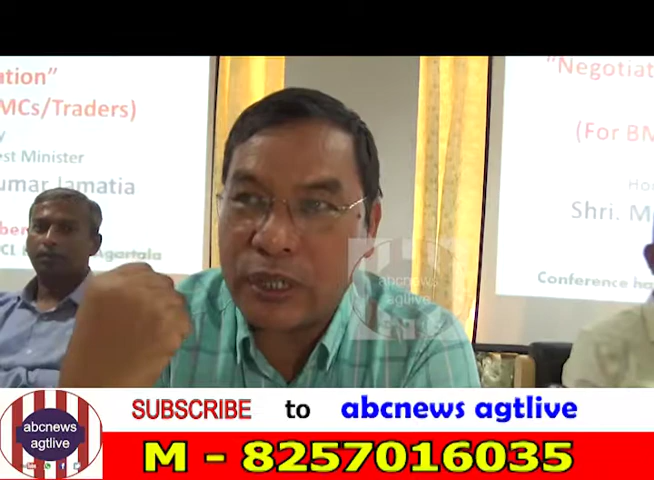 "Negotiat
(For BM
Shri. M
Conference ha
ation"
MCs/Traders)
est Minister
umar Jamatia
Agartala
abcnews
agtlive
abcnews
agtlive
SUBSCRIBE to abcnews agtlive
M - 8257016035